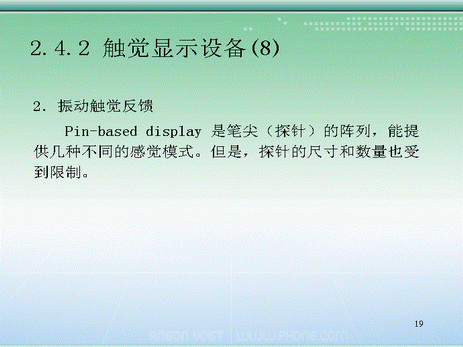 2.4.2 触觉显示设备(8)
2．振动触觉反馈
Pin-based display 是笔尖（探针）的阵列，能提
供几种不同的感觉模式。但是，探针的尺寸和数量也受
到限制。
19